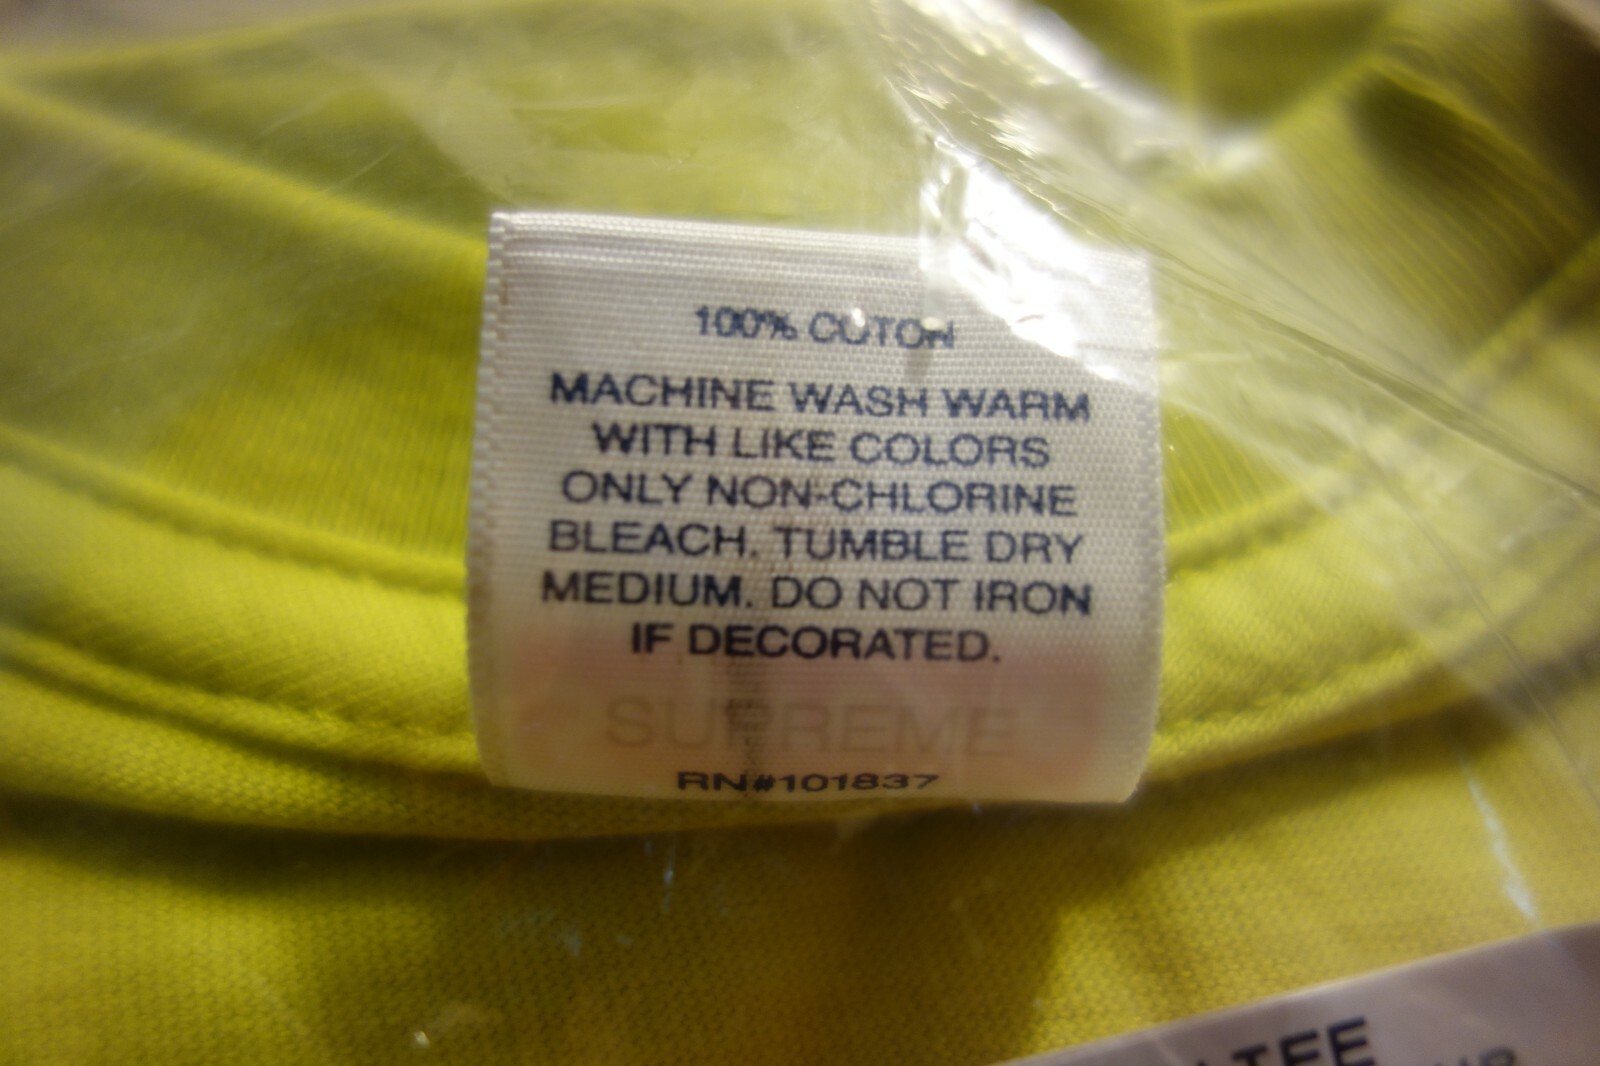 100% COTON
MACHINE WASH WARM
WITH LIKE COLORS
ONLY NON-CHLORINE
BLEACH. TUMBLE DRY
MEDIUM. DO NOT IRON
IF DECORATED.
SUPREME
RN#101837
TEE